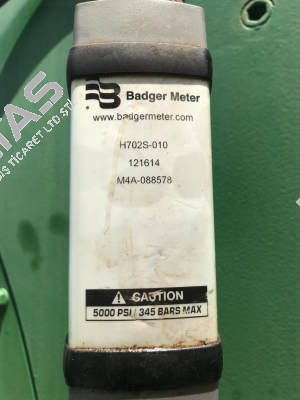 Badger Meter
www.badgermeter.com
H702S-010
121614
M4A-088578
CAUTION
5000 PSI / 345 BARS MAX